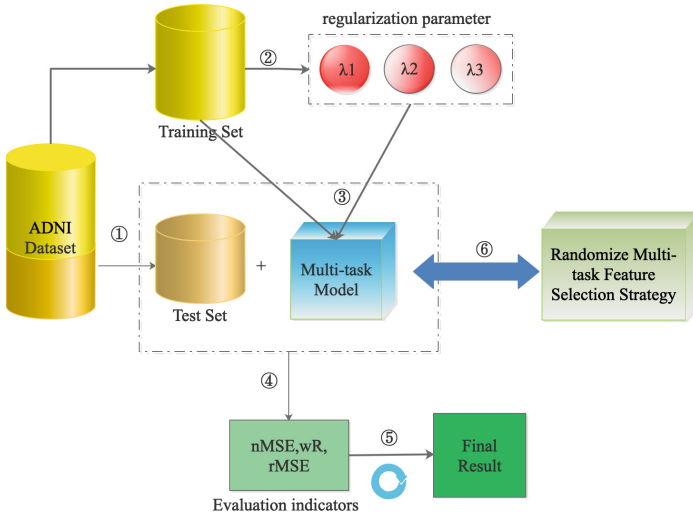 regularization parameter
②
λ1 λ2 λ3
Training Set
ADNI
Dataset
①
③
Test Set
+
Multi-task
Model
⑥
Randomize Multi-
task Feature
Selection Strategy
④
nMSE,wR,
rMSE
⑤
Final
Result
Evaluation indicators